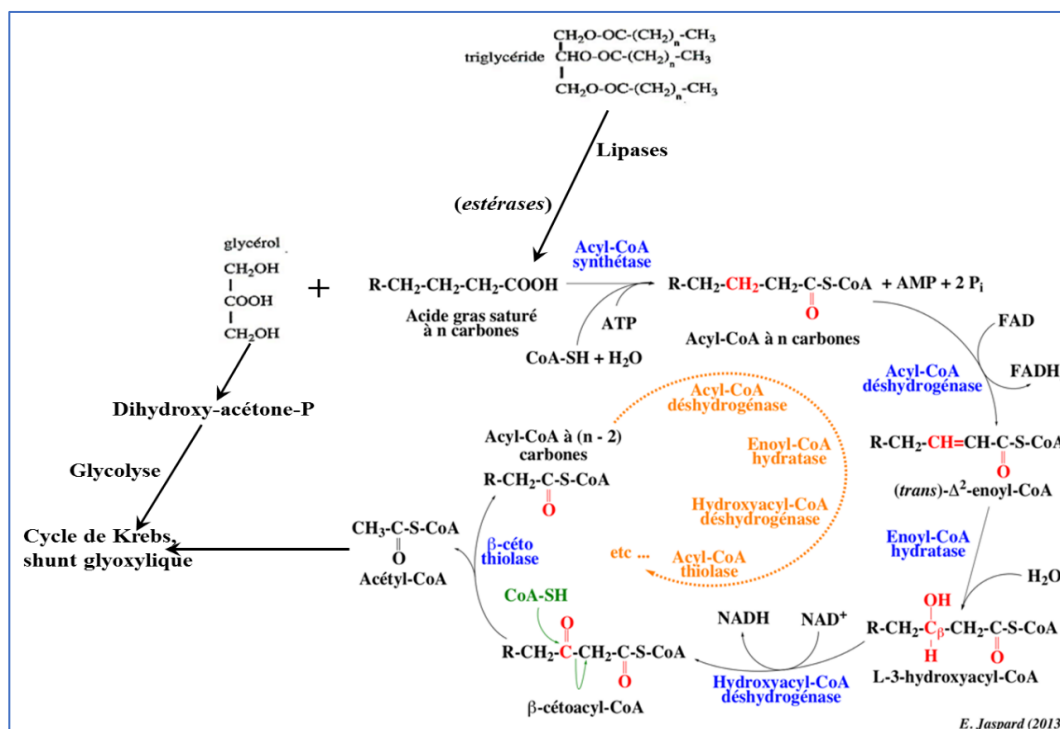 CH₂O-OC-(CH₂)ₙ-CH₃
triglycéride CHO-OOC-(CH₂)ₙ-CH₃
CH₂O-OC-(CH₂)ₙ-CH₃
Lipases
(estérases)
glycérol
CH₂OH
COOH
CH₂OH
+
R-CH₂-CH₂-CH₂-COOH
Acide gras saturé
à n carbones
Acyl-CoA
synthétase
ATP
CoA-SH + H₂O
R-CH₂-CH₂-CH₂-C-S-CoA + AMP + 2 Pᵢ
O
Acyl-CoA à n carbones
FAD
FADH
Acyl-CoA
déshydrogénase
R-CH₂-CH=CH-C-S-CoA
O
(trans)-Δ²-enoyl-CoA
Enoyl-CoA
hydratase
H₂O
OH
R-CH₂-Cβ-CH₂-C-S-CoA
H O
L-3-hydroxyacyl-CoA
NAD⁺
NADH
Hydroxyacyl-CoA
déshydrogénase
CoA-SH
O
R-CH₂-C-CH₂-C-S-CoA
O
β-cétoacyl-CoA
β-céto
thiolase
Acyl-CoA à (n - 2)
carbones
R-CH₂-C-S-CoA
O
CH₃-C-S-CoA
O
Acétyl-CoA
Acyl-CoA
déshydrogénase
Enoyl-CoA
hydratase
Hydroxyacyl-CoA
déshydrogénase
Acyl-CoA
thiolase
etc ...
Dihydroxy-acétone-P
Glycolyse
Cycle de Krebs,
shunt glyoxylique
E. Jaspard (2013